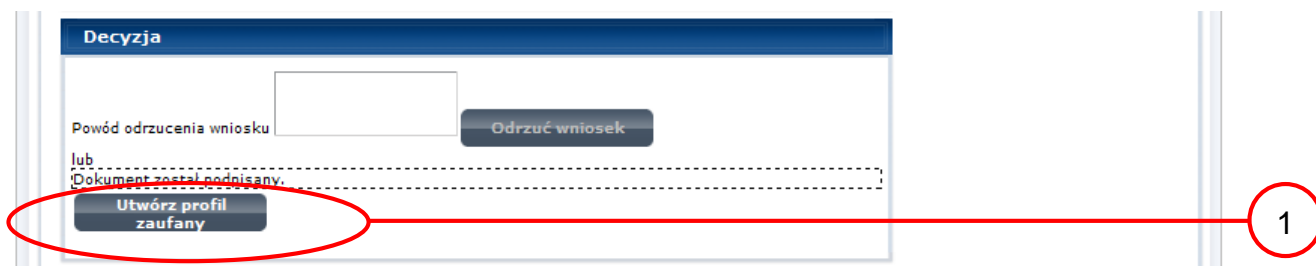 Decyzja
Powód odrzucenia wniosku
Odrzuć wniosek
lub
Dokument został podpisany.
Utwórz profil
zaufany
1